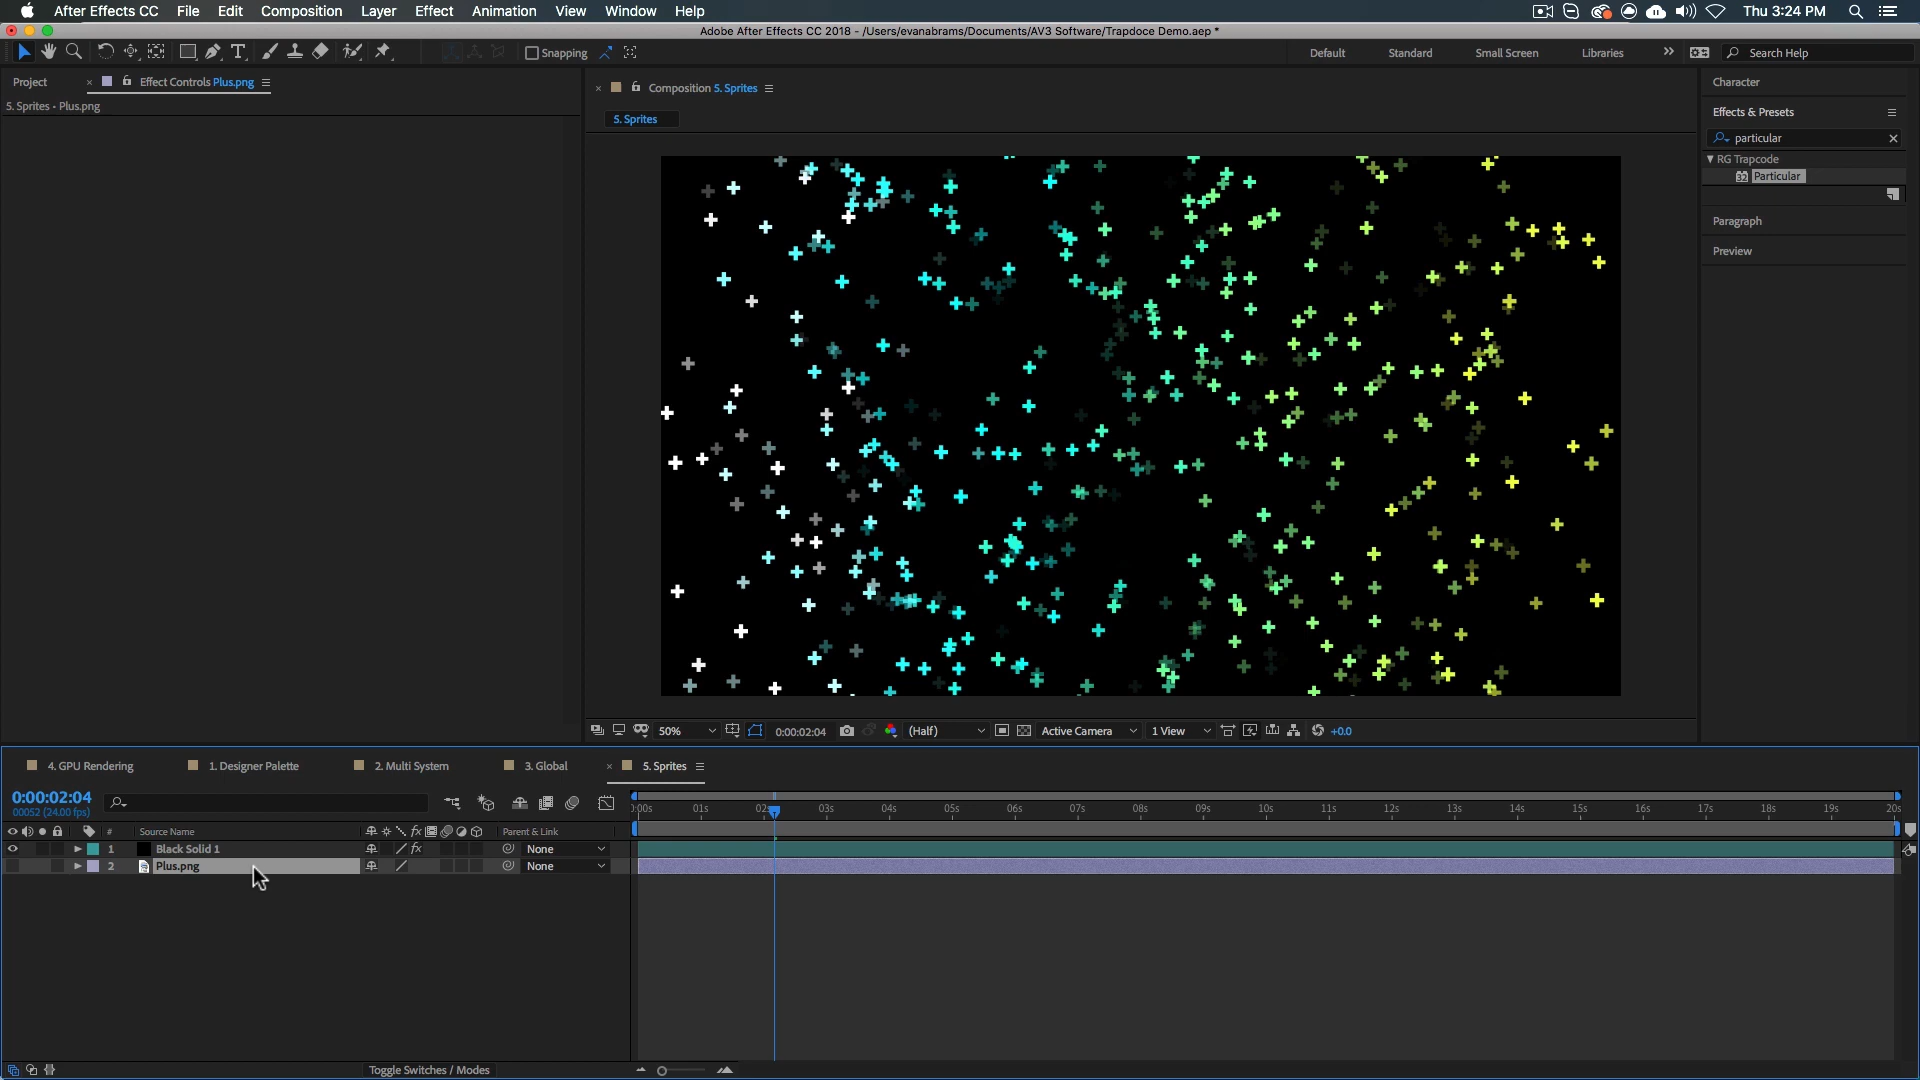 After Effects CC File Edit Composition Layer Effect Animation View Window Help Thu 3:24 PM
Adobe After Effects CC 2018 - /Users/evanabrams/Documents/AV3 Software/Trapdoce Demo.aep *
Snapping Default Standard Small Screen Libraries Search Help
Project Effect Controls Plus.png
5. Sprites • Plus.png
Composition 5. Sprites
5. Sprites
Character
Effects & Presets
particular
RG Trapcode
32 Particular
Paragraph
Preview
50% 0:00:02:04 (Half) Active Camera 1 View +0.0
4. GPU Rendering 1. Designer Palette 2. Multi System 3. Global 5. Sprites
0:00:02:04
00052 (24.00 fps)
:00s 01s 02s 03s 04s 05s 06s 07s 08s 09s 10s 11s 12s 13s 14s 15s 16s 17s 18s 19s 20s
# Source Name fx Parent & Link
1 Black Solid 1 fx None
2 Plus.png None
Toggle Switches / Modes